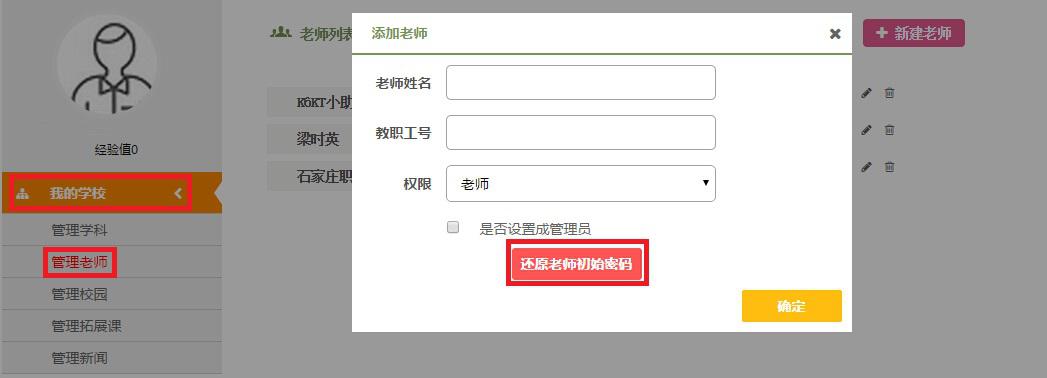 经验值0
我的学校
管理学科
管理老师
管理校园
管理拓展课
管理新闻
老师列表
新建老师
K6KT小助
梁时英
石家庄职
添加老师
老师姓名
教职工号
权限
老师
是否设置成管理员
还原老师初始密码
确定